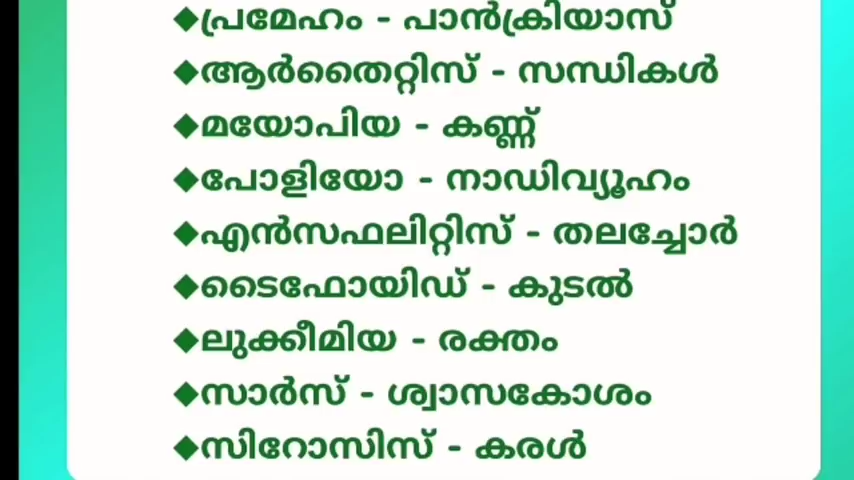 ◆പ്രമേഹം - പാൻക്രിയാസ്
◆ആർതൈറ്റിസ് - സന്ധികൾ
◆മയോപിയ - കണ്ണ്
◆പോളിയോ - നാഡിവ്യൂഹം
◆എൻസഫലിറ്റിസ് - തലച്ചോർ
◆ടൈഫോയിഡ് - കുടൽ
◆ലുക്കീമിയ - രക്തം
◆സാർസ് - ശ്വാസകോശം
◆സിറോസിസ് - കരൾ